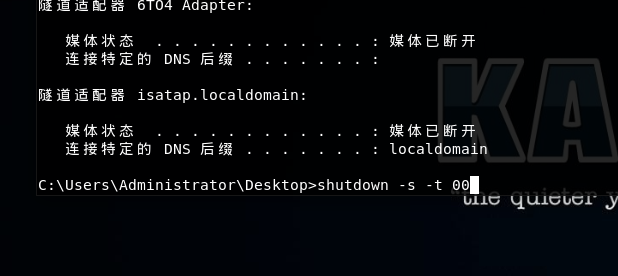 隧道适配器 6TO4 Adapter:
媒体状态 . . . . . . . . . . . . : 媒体已断开
连接特定的 DNS 后缀 . . . . . . . :
隧道适配器 isatap.localdomain:
媒体状态 . . . . . . . . . . . . : 媒体已断开
连接特定的 DNS 后缀 . . . . . . . : localdomain
C:\Users\Administrator\Desktop>shutdown -s -t 00
KA
"the quieter y